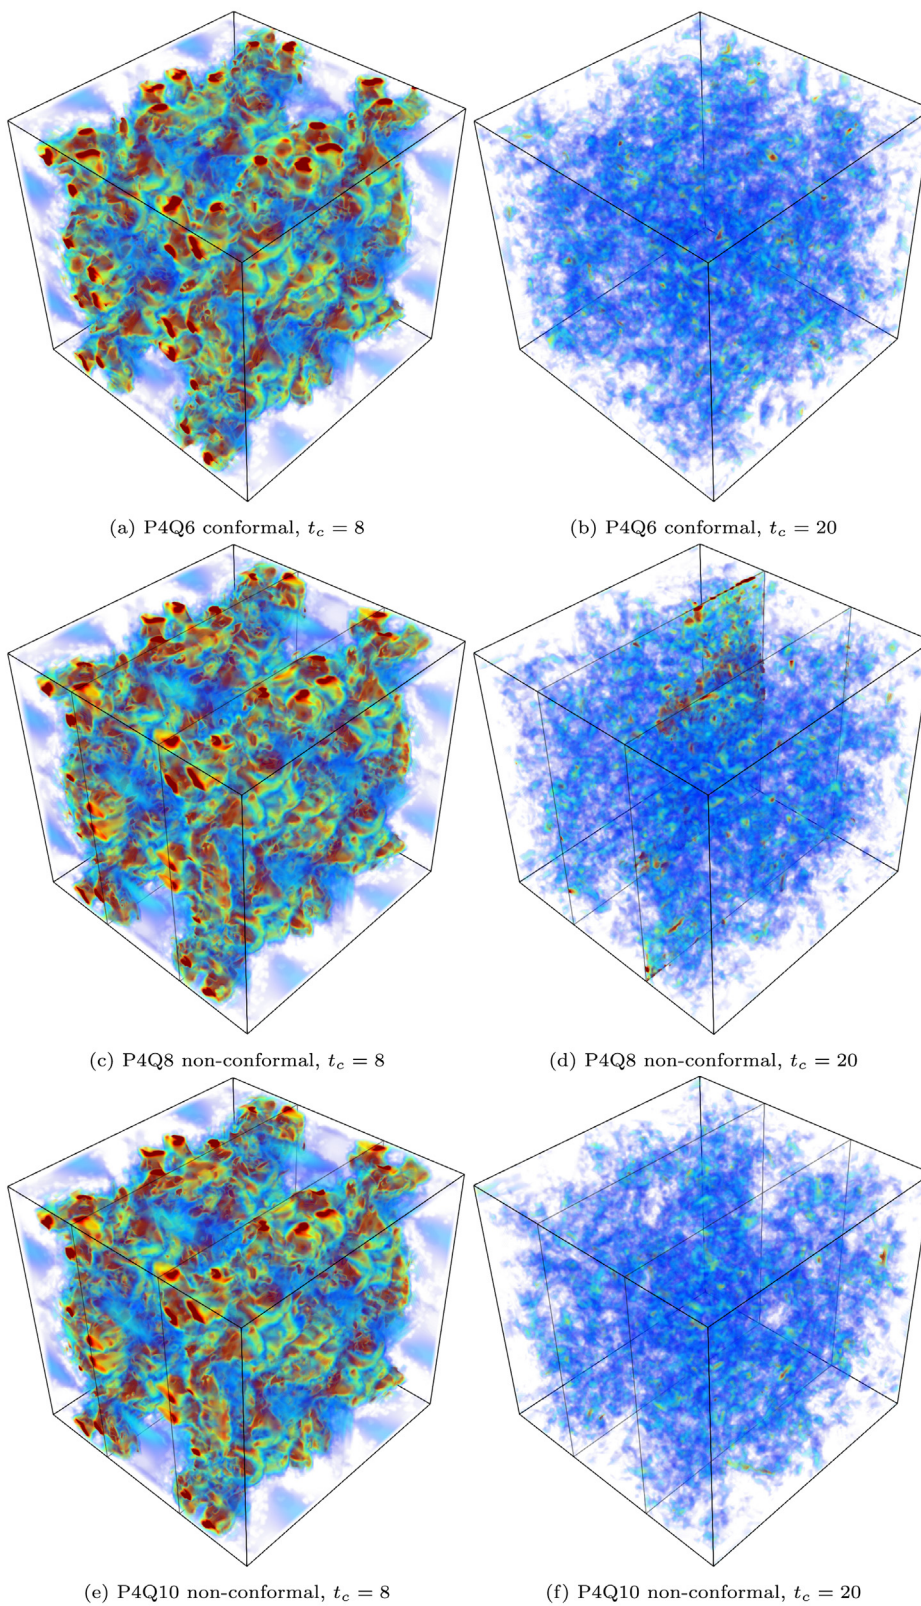 (a) P4Q6 conformal, t_c = 8
(b) P4Q6 conformal, t_c = 20
(c) P4Q8 non-conformal, t_c = 8
(d) P4Q8 non-conformal, t_c = 20
(e) P4Q10 non-conformal, t_c = 8
(f) P4Q10 non-conformal, t_c = 20